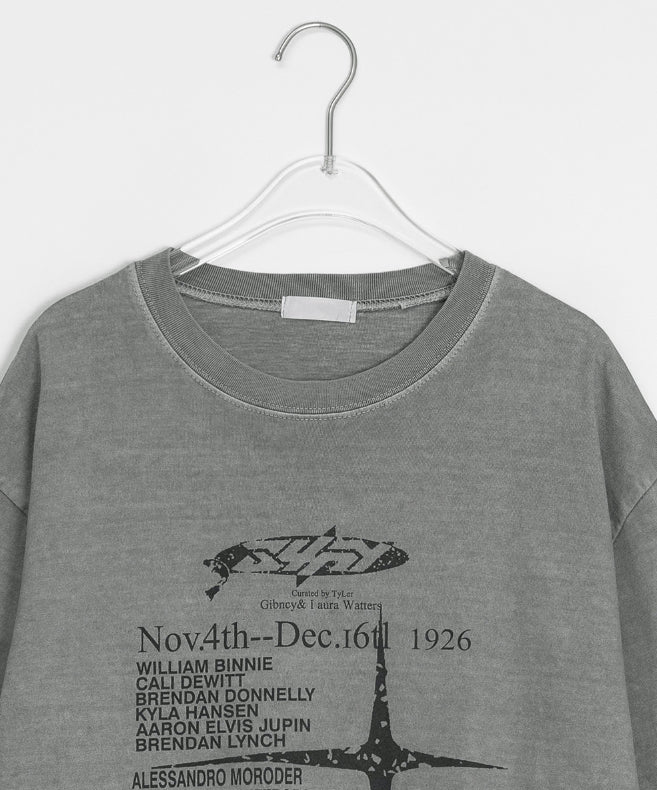 Curated by TyLer
Gibncy& Laura Watters
Nov.4th--Dec.16tl 1926
WILLIAM BINNIE
CALI DEWITT
BRENDAN DONNELLY
KYLA HANSEN
AARON ELVIS JUPIN
BRENDAN LYNCH
ALESSANDRO MORODER